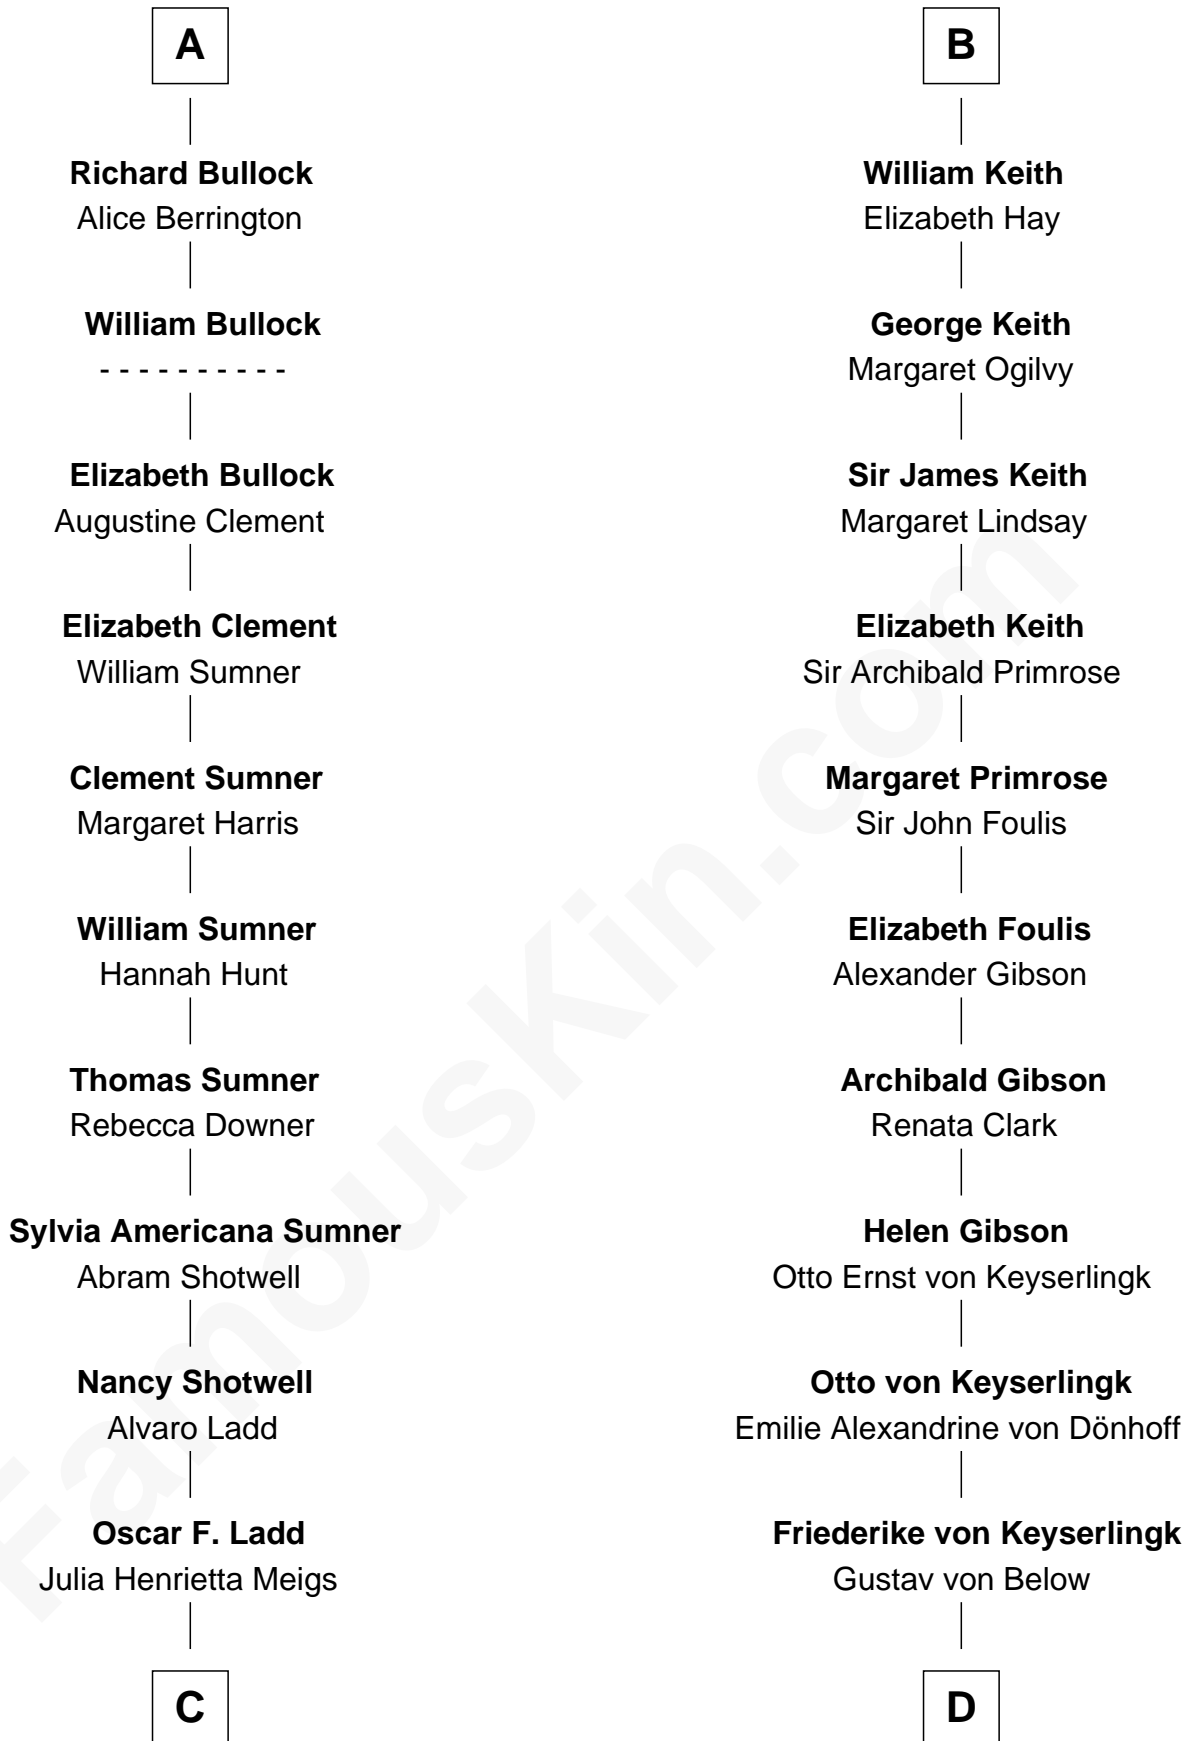 A
Richard Bullock
Alice Berrington
William Bullock
- - - - - - - - - -
Elizabeth Bullock
Augustine Clement
Elizabeth Clement
William Sumner
Clement Sumner
Margaret Harris
William Sumner
Hannah Hunt
Thomas Sumner
Rebecca Downer
Sylvia Americana Sumner
Abram Shotwell
Nancy Shotwell
Alvaro Ladd
Oscar F. Ladd
Julia Henrietta Meigs
C
B
William Keith
Elizabeth Hay
George Keith
Margaret Ogilvy
Sir James Keith
Margaret Lindsay
Elizabeth Keith
Sir Archibald Primrose
Margaret Primrose
Sir John Foulis
Elizabeth Foulis
Alexander Gibson
Archibald Gibson
Renata Clark
Helen Gibson
Otto Ernst von Keyserlingk
Otto von Keyserlingk
Emilie Alexandrine von Dönhoff
Friederike von Keyserlingk
Gustav von Below
D
FamousKin.com